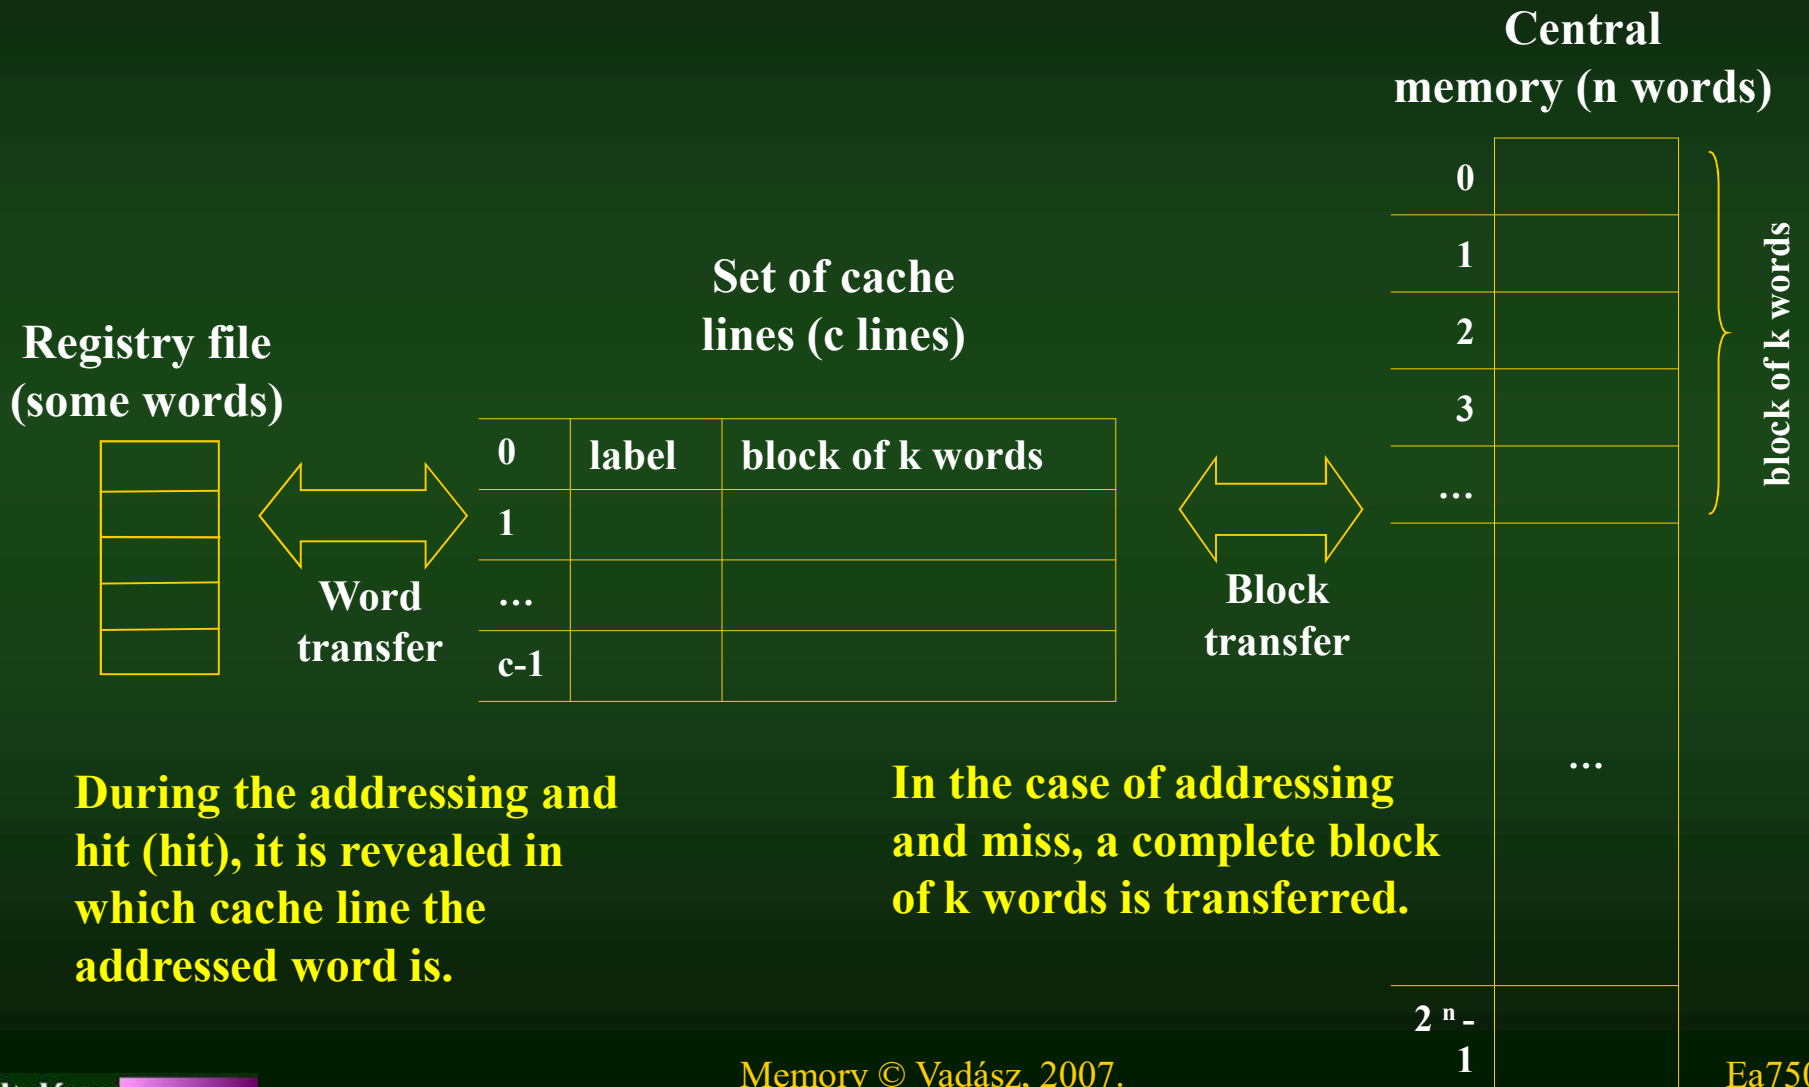 Central
memory (n words)
0
1
2
3
...
block of k words
Set of cache
lines (c lines)
Registry file
(some words)
0 label block of k words
1
...
c-1
Word
transfer
Block
transfer
...
During the addressing and
hit (hit), it is revealed in
which cache line the
addressed word is.
In the case of addressing
and miss, a complete block
of k words is transferred.
2 ⁿ -
1
Memory © Vadász, 2007.